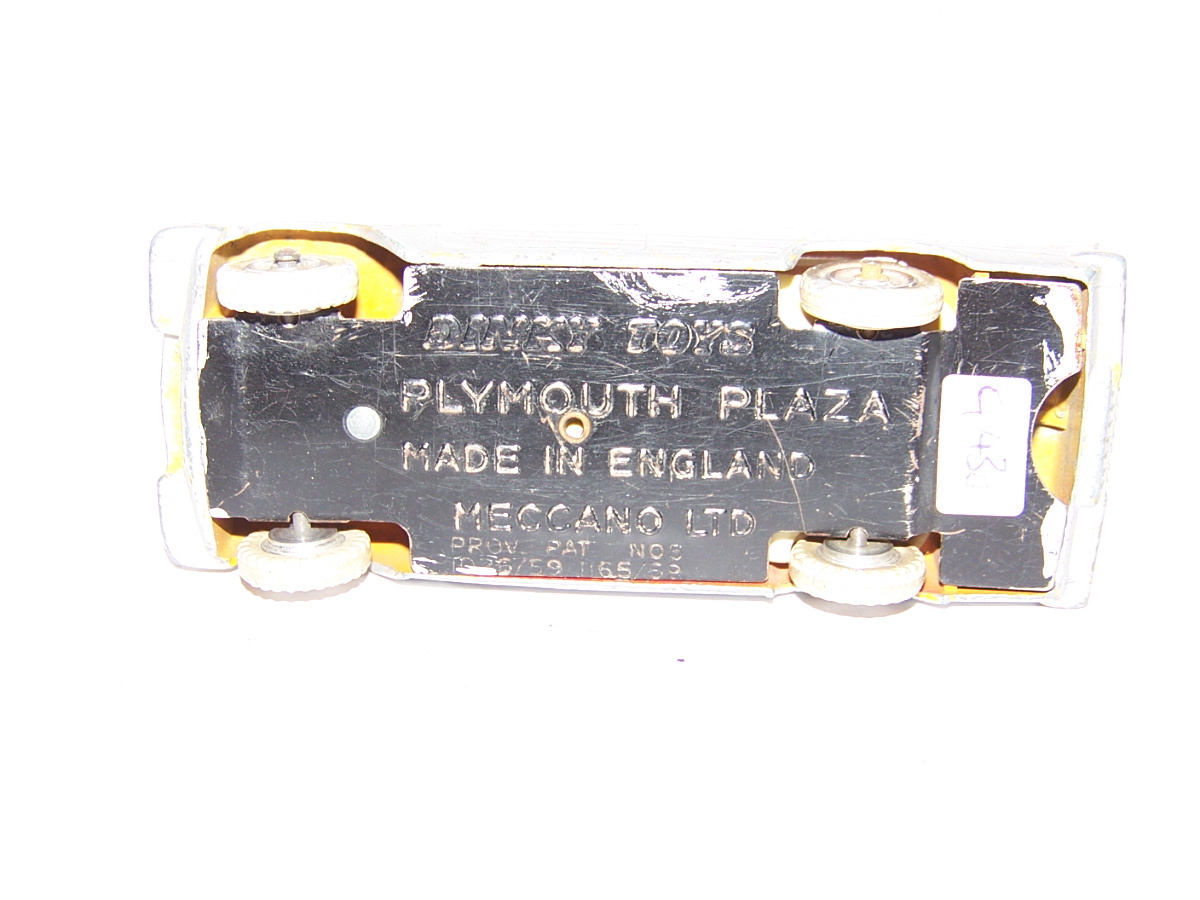 DINKY TOYS
PLYMOUTH PLAZA
MADE IN ENGLAND
MECCANO LTD
PROV. PAT NOS